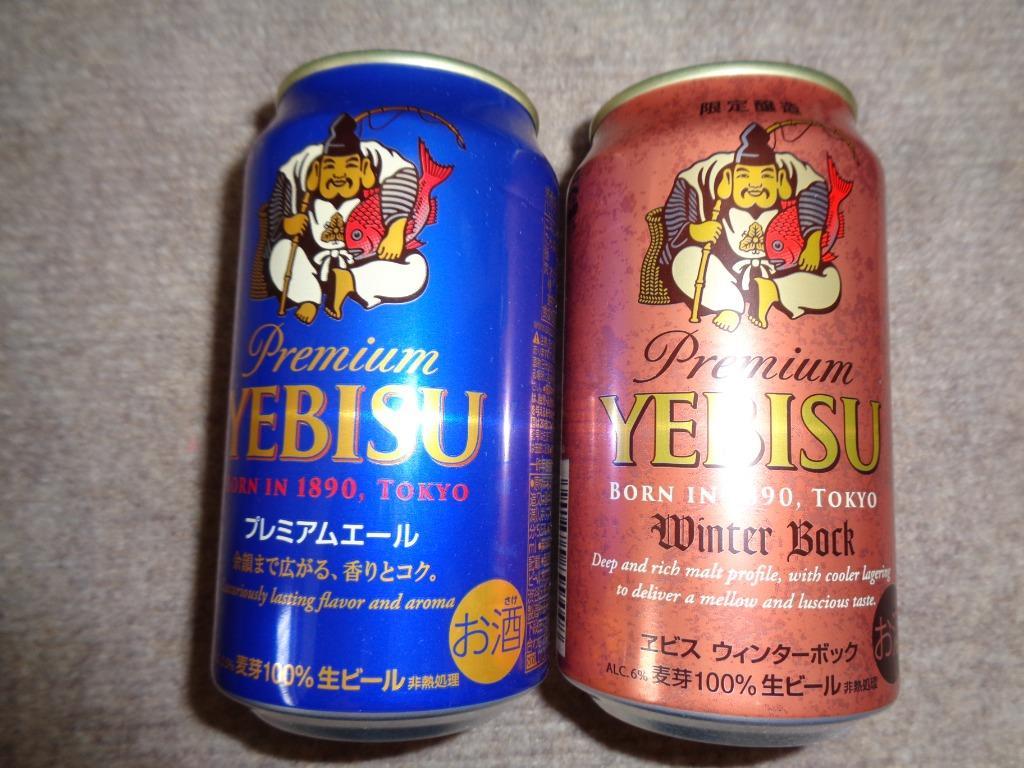 Premium
YEBISU
BORN IN 1890, TOKYO
プレミアムエール
余韻まで広がる、香りとコク。
Luxuriously lasting flavor and aroma
お酒
さけ
麦芽100% 生ビール 非熱処理
限定醸造
Premium
YEBISU
BORN IN 1890, TOKYO
Winter Bock
Deep and rich malt profile, with cooler lagering
to deliver a mellow and luscious taste.
お
ヱビス ウィンターボック
ALC.6% 麦芽100% 生ビール 非熱処理